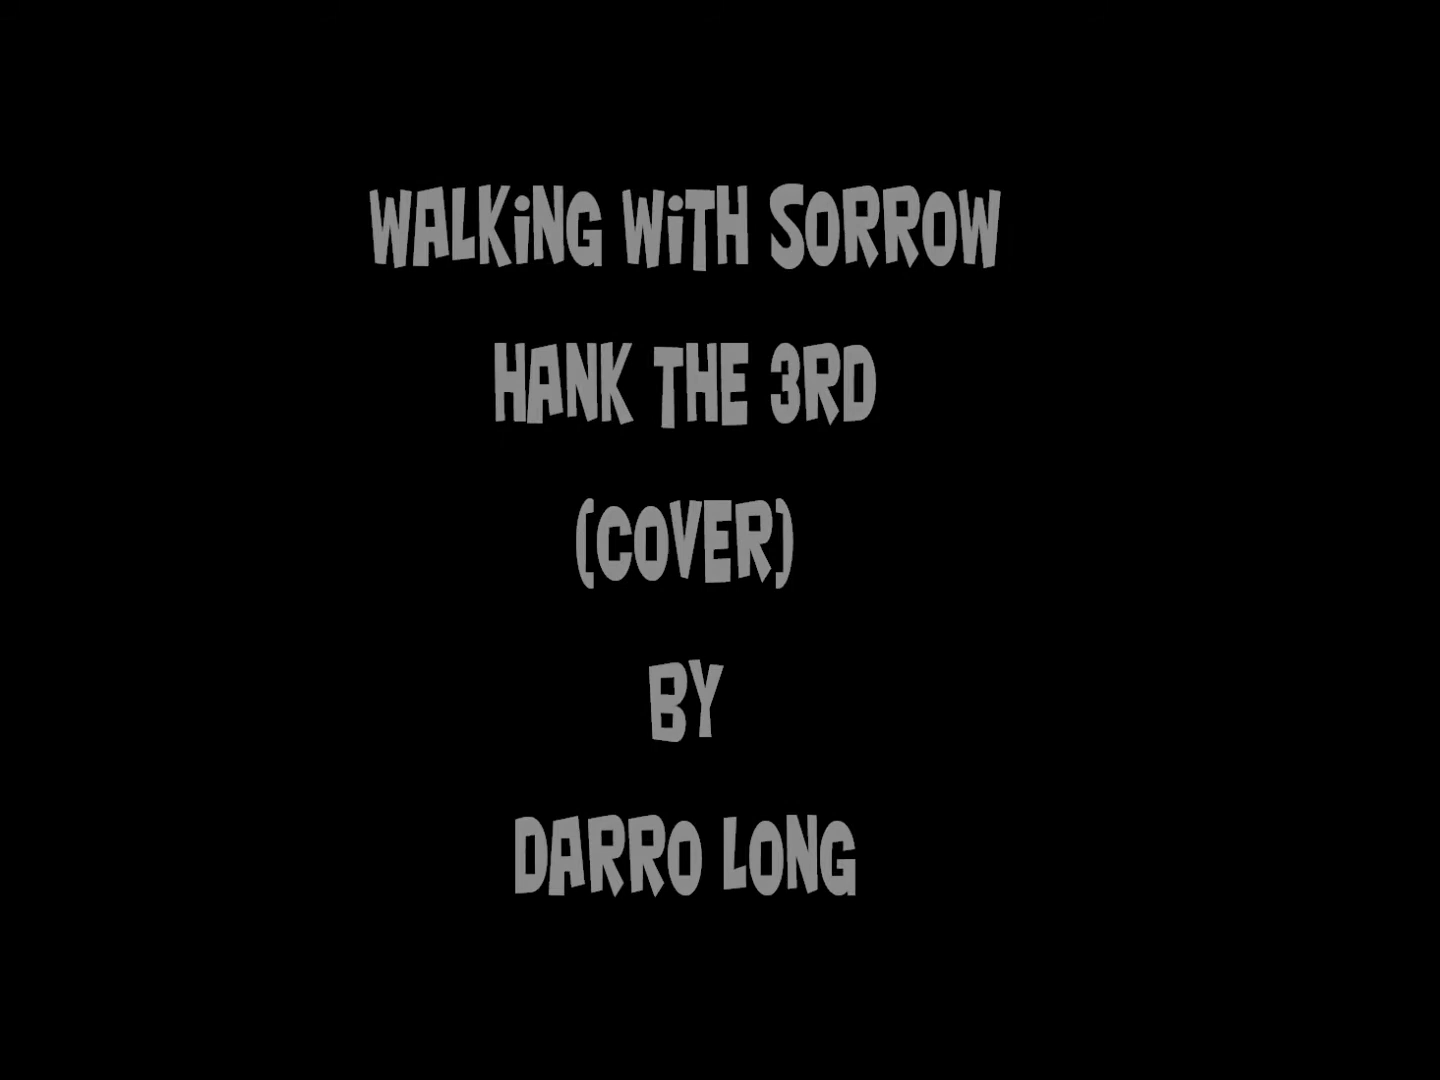 WALKiNG WiTH SORROW
HANK THE 3RD
(COVER)
BY
DARRO LONG